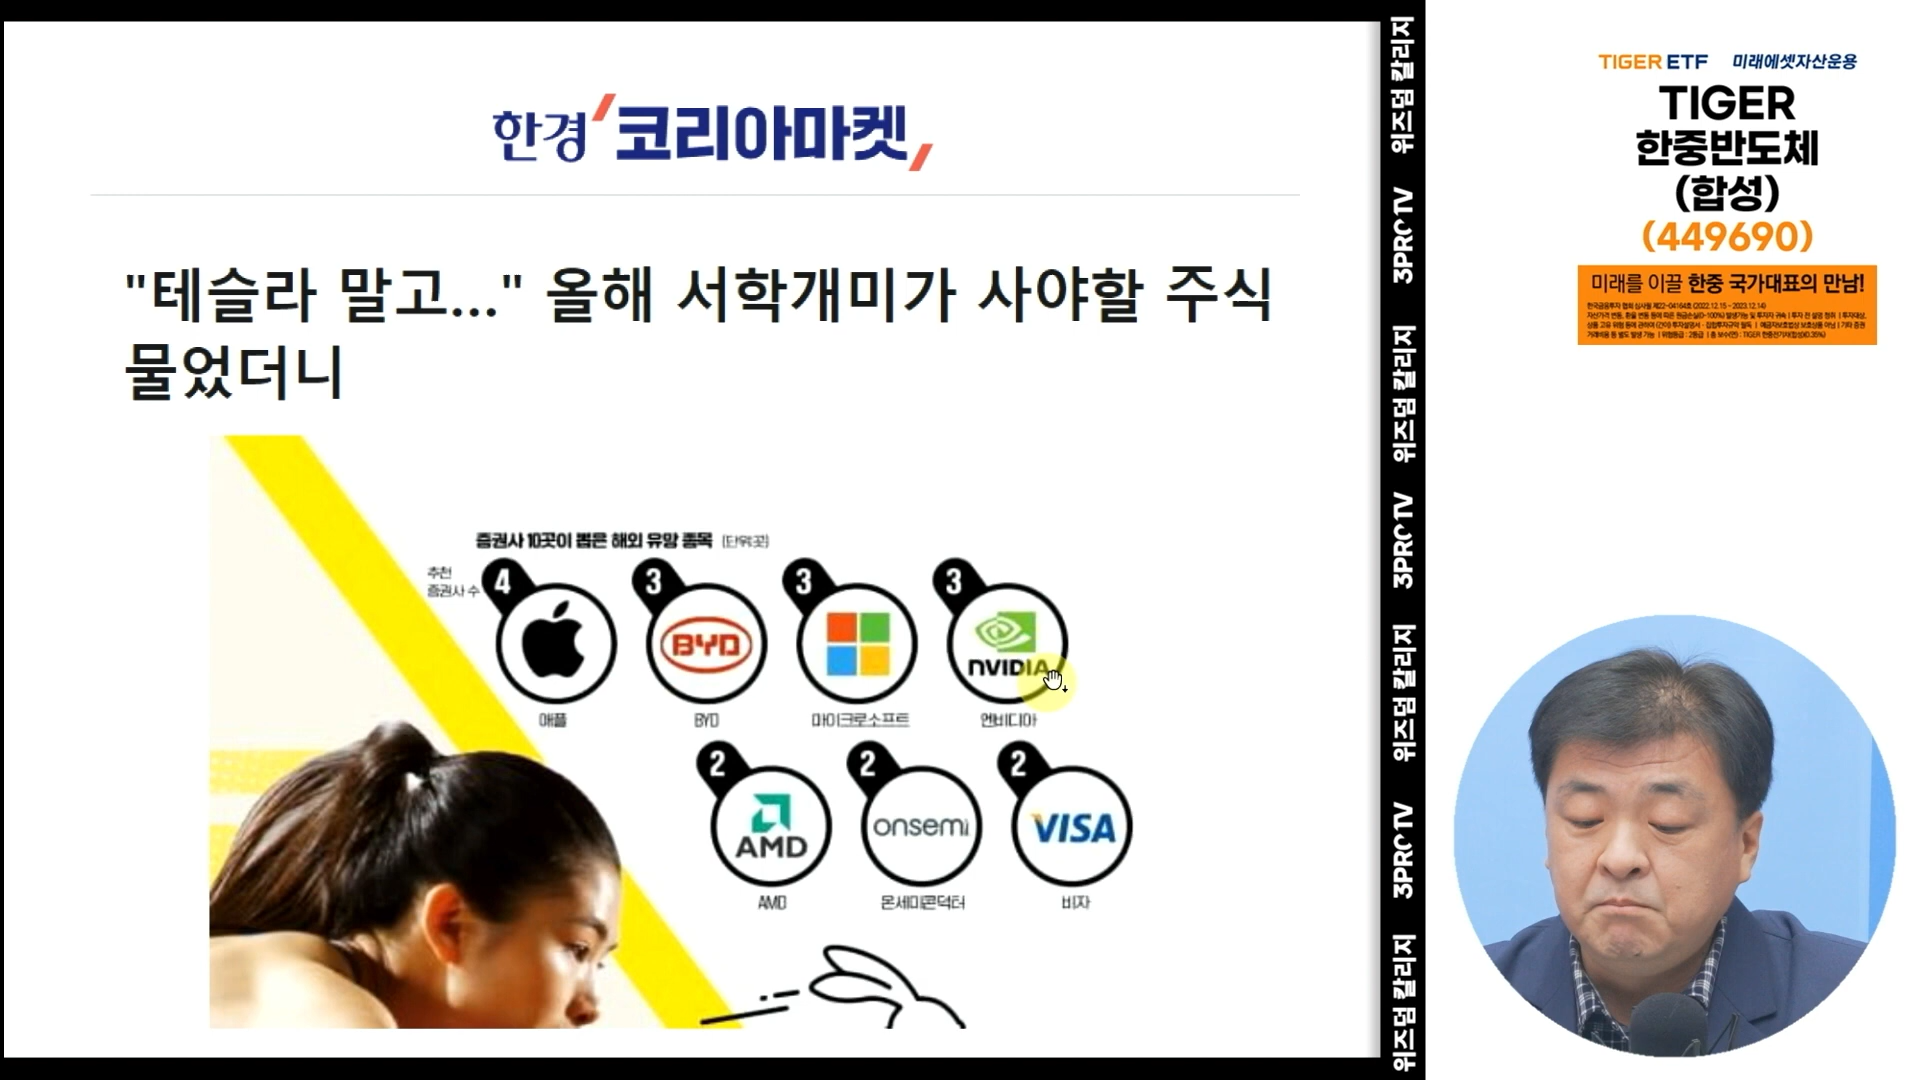 한경 코리아마켓
"테슬라 말고..." 올해 서학개미가 사야할 주식
물었더니
증권사 10곳이 뽑은 해외 유망 종목 (단위:곳)
추천
증권사 수
4
3
3
3
BYD
NVIDIA
애플
BYD
마이크로소프트
엔비디아
2
2
2
AMD
onsemi
VISA
AMD
온세미콘덕터
비자
위즈덤 칼리지
3PROTV
위즈덤 칼리지
3PROTV
위즈덤 칼리지
3PROTV
위즈덤 칼리지
TIGER ETF 미래에셋자산운용
TIGER
한중반도체
(합성)
(449690)
미래를 이끌 한중 국가대표의 만남!